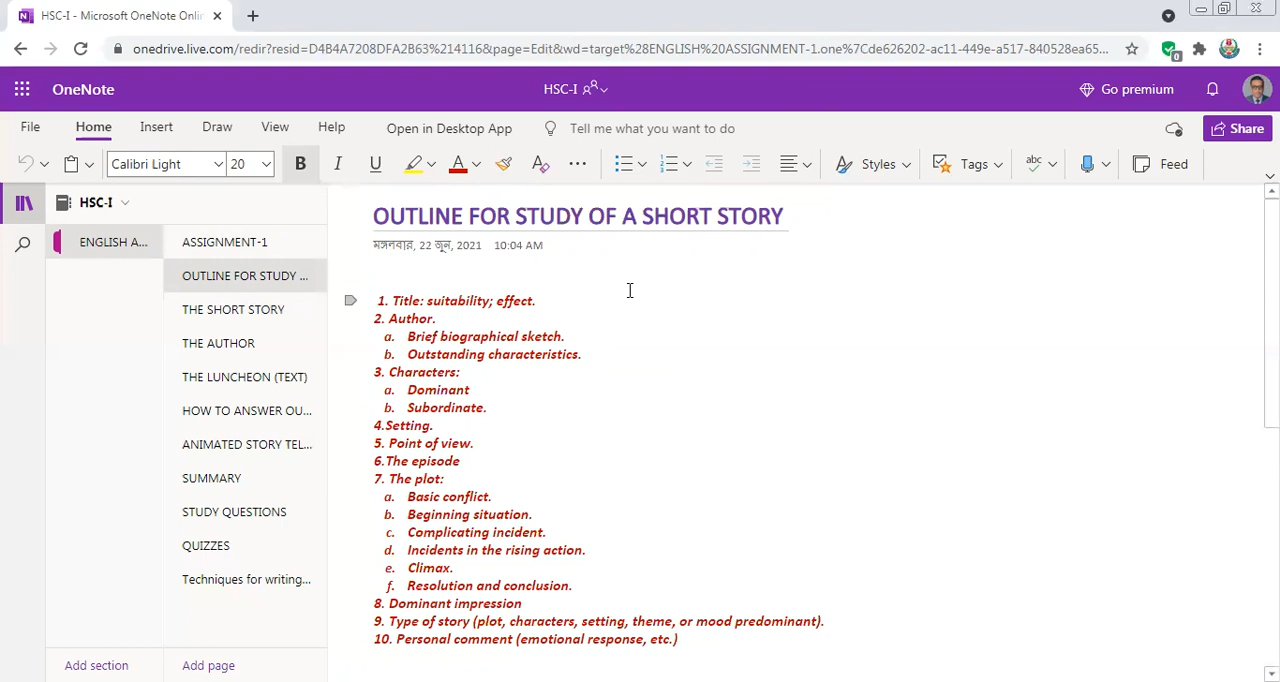 HSC-I - Microsoft OneNote Onlin
onedrive.live.com/redir?resid=D4B4A7208DFA2B63%214116&page=Edit&wd=target%28ENGLISH%20ASSIGNMENT-1.one%7Cde626202-ac11-449e-a517-840528ea65...
OneNote
HSC-I
Go premium
File
Home
Insert
Draw
View
Help
Open in Desktop App
Tell me what you want to do
Share
Calibri Light
20
B
I
U
A
A
Styles
abc
Tags
Feed
HSC-I
ENGLISH A...
ASSIGNMENT-1
OUTLINE FOR STUDY ...
THE SHORT STORY
THE AUTHOR
THE LUNCHEON (TEXT)
HOW TO ANSWER OU...
ANIMATED STORY TEL...
SUMMARY
STUDY QUESTIONS
QUIZZES
Techniques for writing...
Add section
Add page
OUTLINE FOR STUDY OF A SHORT STORY
মঙ্গলবার, 22 জুন, 2021 10:04 AM
1. Title: suitability; effect.
2. Author.
a. Brief biographical sketch.
b. Outstanding characteristics.
3. Characters:
a. Dominant
b. Subordinate.
4.Setting.
5. Point of view.
6.The episode
7. The plot:
a. Basic conflict.
b. Beginning situation.
c. Complicating incident.
d. Incidents in the rising action.
e. Climax.
f. Resolution and conclusion.
8. Dominant impression
9. Type of story (plot, characters, setting, theme, or mood predominant).
10. Personal comment (emotional response, etc.)